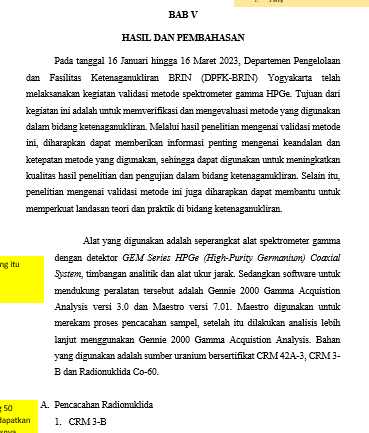 BAB V
HASIL DAN PEMBAHASAN
Pada tanggal 16 Januari hingga 16 Maret 2023, Departemen Pengelolaan
dan Fasilitas Ketenaganukliran BRIN (DPFK-BRIN) Yogyakarta telah
melaksanakan kegiatan validasi metode spektrometer gamma HPGe. Tujuan dari
kegiatan ini adalah untuk memverifikasi dan mengevaluasi metode yang digunakan
dalam bidang ketenaganukliran. Melalui hasil penelitian mengenai validasi metode
ini, diharapkan dapat memberikan informasi penting mengenai keandalan dan
ketepatan metode yang digunakan, sehingga dapat digunakan untuk meningkatkan
kualitas hasil penelitian dan pengujian dalam bidang ketenaganukliran. Selain itu,
penelitian mengenai validasi metode ini juga diharapkan dapat membantu untuk
memperkuat landasan teori dan praktik di bidang ketenaganukliran.
Alat yang digunakan adalah seperangkat alat spektrometer gamma
dengan detektor GEM Series HPGe (High-Purity Germanium) Coaxial
System, timbangan analitik dan alat ukur jarak. Sedangkan software untuk
ng itu
mendukung peralatan tersebut adalah Gennie 2000 Gamma Acquistion
Analysis versi 3.0 dan Maestro versi 7.01. Maestro digunakan untuk
merekam proses pencacahan sampel, setelah itu dilakukan analisis lebih
lanjut menggunakan Gennie 2000 Gamma Acquistion Analysis. Bahan
yang digunakan adalah sumber uranium bersertifikat CRM 42A-3, CRM 3-
B dan Radionuklida Co-60.
A. Pencacahan Radionuklida
1. CRM 3-B
50
dapatkan